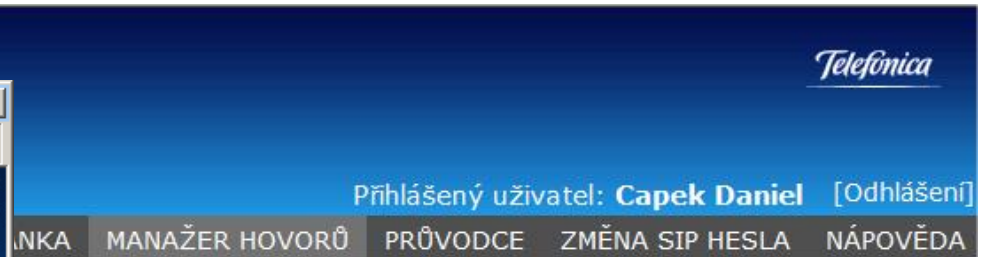 Telefónica
Přihlášený uživatel: Capek Daniel [Odhlášení]
MANAŽER HOVORŮ PRŮVODCE ZMĚNA SIP HESLA NÁPOVĚDA